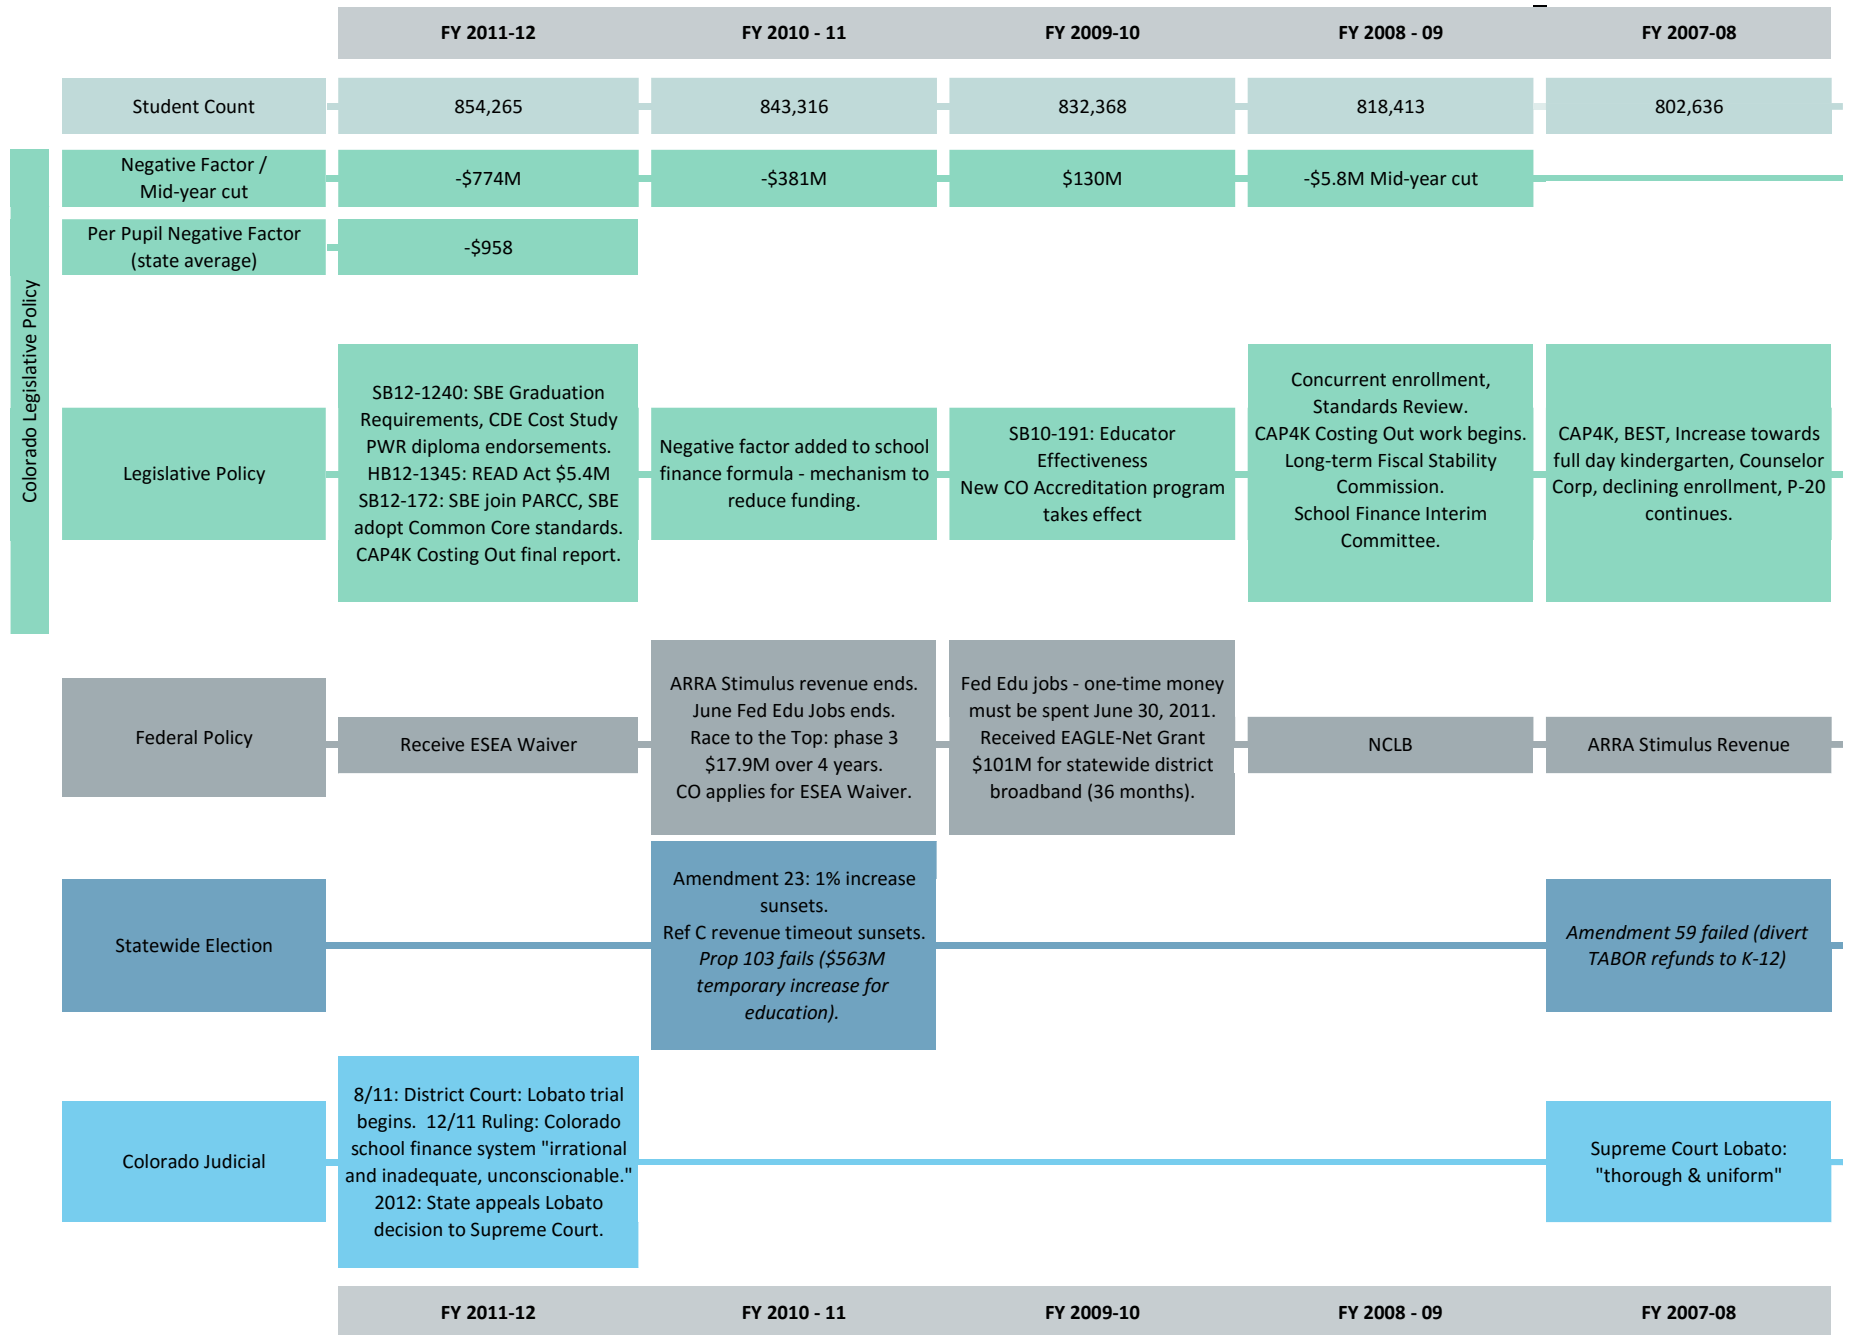 FY 2011-12
FY 2010 - 11
FY 2009-10
FY 2008 - 09
FY 2007-08
Student Count
854,265
843,316
832,368
818,413
802,636
Colorado Legislative Policy
Negative Factor /
Mid-year cut
-$774M
-$381M
$130M
-$5.8M Mid-year cut
Per Pupil Negative Factor
(state average)
-$958
Legislative Policy
SB12-1240: SBE Graduation
Requirements, CDE Cost Study
PWR diploma endorsements.
HB12-1345: READ Act $5.4M
SB12-172: SBE join PARCC, SBE
adopt Common Core standards.
CAP4K Costing Out final report.
Negative factor added to school
finance formula - mechanism to
reduce funding.
SB10-191: Educator
Effectiveness
New CO Accreditation program
takes effect
Concurrent enrollment,
Standards Review.
CAP4K Costing Out work begins.
Long-term Fiscal Stability
Commission.
School Finance Interim
Committee.
CAP4K, BEST, Increase towards
full day kindergarten, Counselor
Corp, declining enrollment, P-20
continues.
Federal Policy
Receive ESEA Waiver
ARRA Stimulus revenue ends.
June Fed Edu Jobs ends.
Race to the Top: phase 3
$17.9M over 4 years.
CO applies for ESEA Waiver.
Fed Edu jobs - one-time money
must be spent June 30, 2011.
Received EAGLE-Net Grant
$101M for statewide district
broadband (36 months).
NCLB
ARRA Stimulus Revenue
Statewide Election
Amendment 23: 1% increase
sunsets.
Ref C revenue timeout sunsets.
Prop 103 fails ($563M
temporary increase for
education).
Amendment 59 failed (divert
TABOR refunds to K-12)
Colorado Judicial
8/11: District Court: Lobato trial
begins.  12/11 Ruling: Colorado
school finance system "irrational
and inadequate, unconscionable."
2012: State appeals Lobato
decision to Supreme Court.
Supreme Court Lobato:
"thorough & uniform"
FY 2011-12
FY 2010 - 11
FY 2009-10
FY 2008 - 09
FY 2007-08